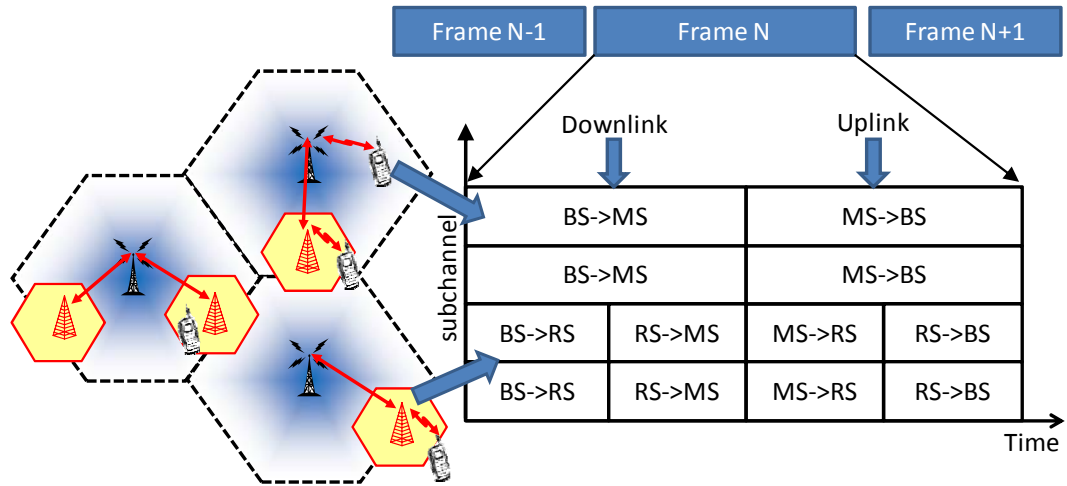 Frame N-1 Frame N Frame N+1
Downlink Uplink
subchannel
BS->MS MS->BS
BS->MS MS->BS
BS->RS RS->MS MS->RS RS->BS
BS->RS RS->MS MS->RS RS->BS
Time